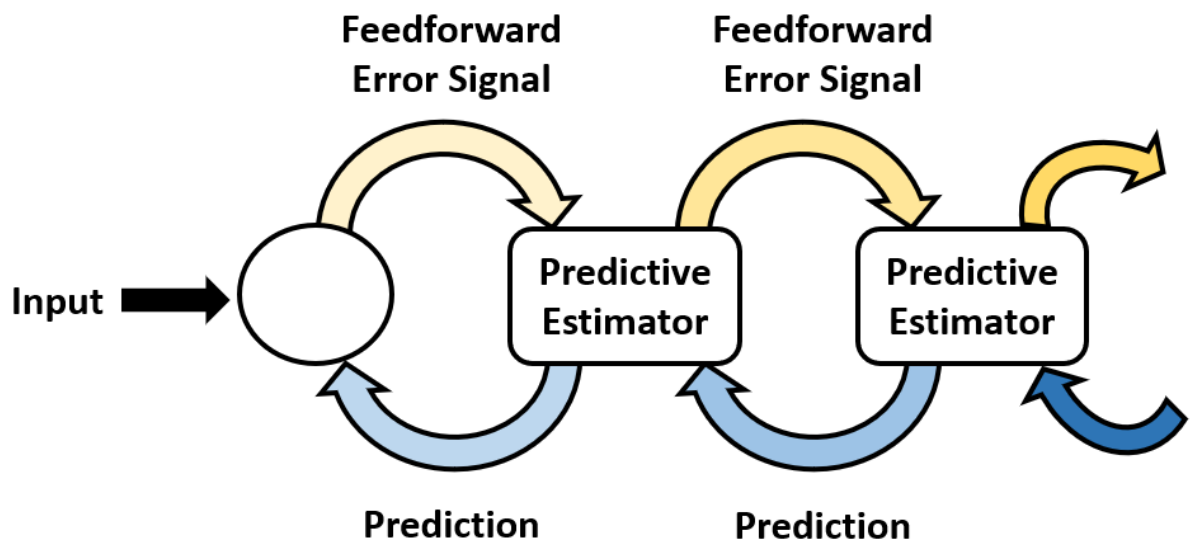 Feedforward
Error Signal
Feedforward
Error Signal
Input
Predictive
Estimator
Predictive
Estimator
Prediction
Prediction